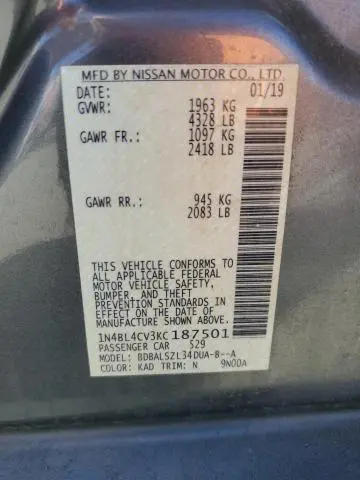 MFD BY NISSAN MOTOR CO., LTD.
DATE: 01/19
GVWR: 1963 KG
4328 LB
GAWR FR.: 1097 KG
2418 LB
GAWR RR.: 945 KG
2083 LB
THIS VEHICLE CONFORMS TO
ALL APPLICABLE FEDERAL
MOTOR VEHICLE SAFETY,
BUMPER, AND THEFT
PREVENTION STANDARDS IN
EFFECT ON THE DATE OF
MANUFACTURE SHOWN ABOVE.
1N4BL4CV3KC187501
PASSENGER CAR S29
MODEL: BDBALSZL34DUA-B--A
COLOR: KAD TRIM: N 9N00A